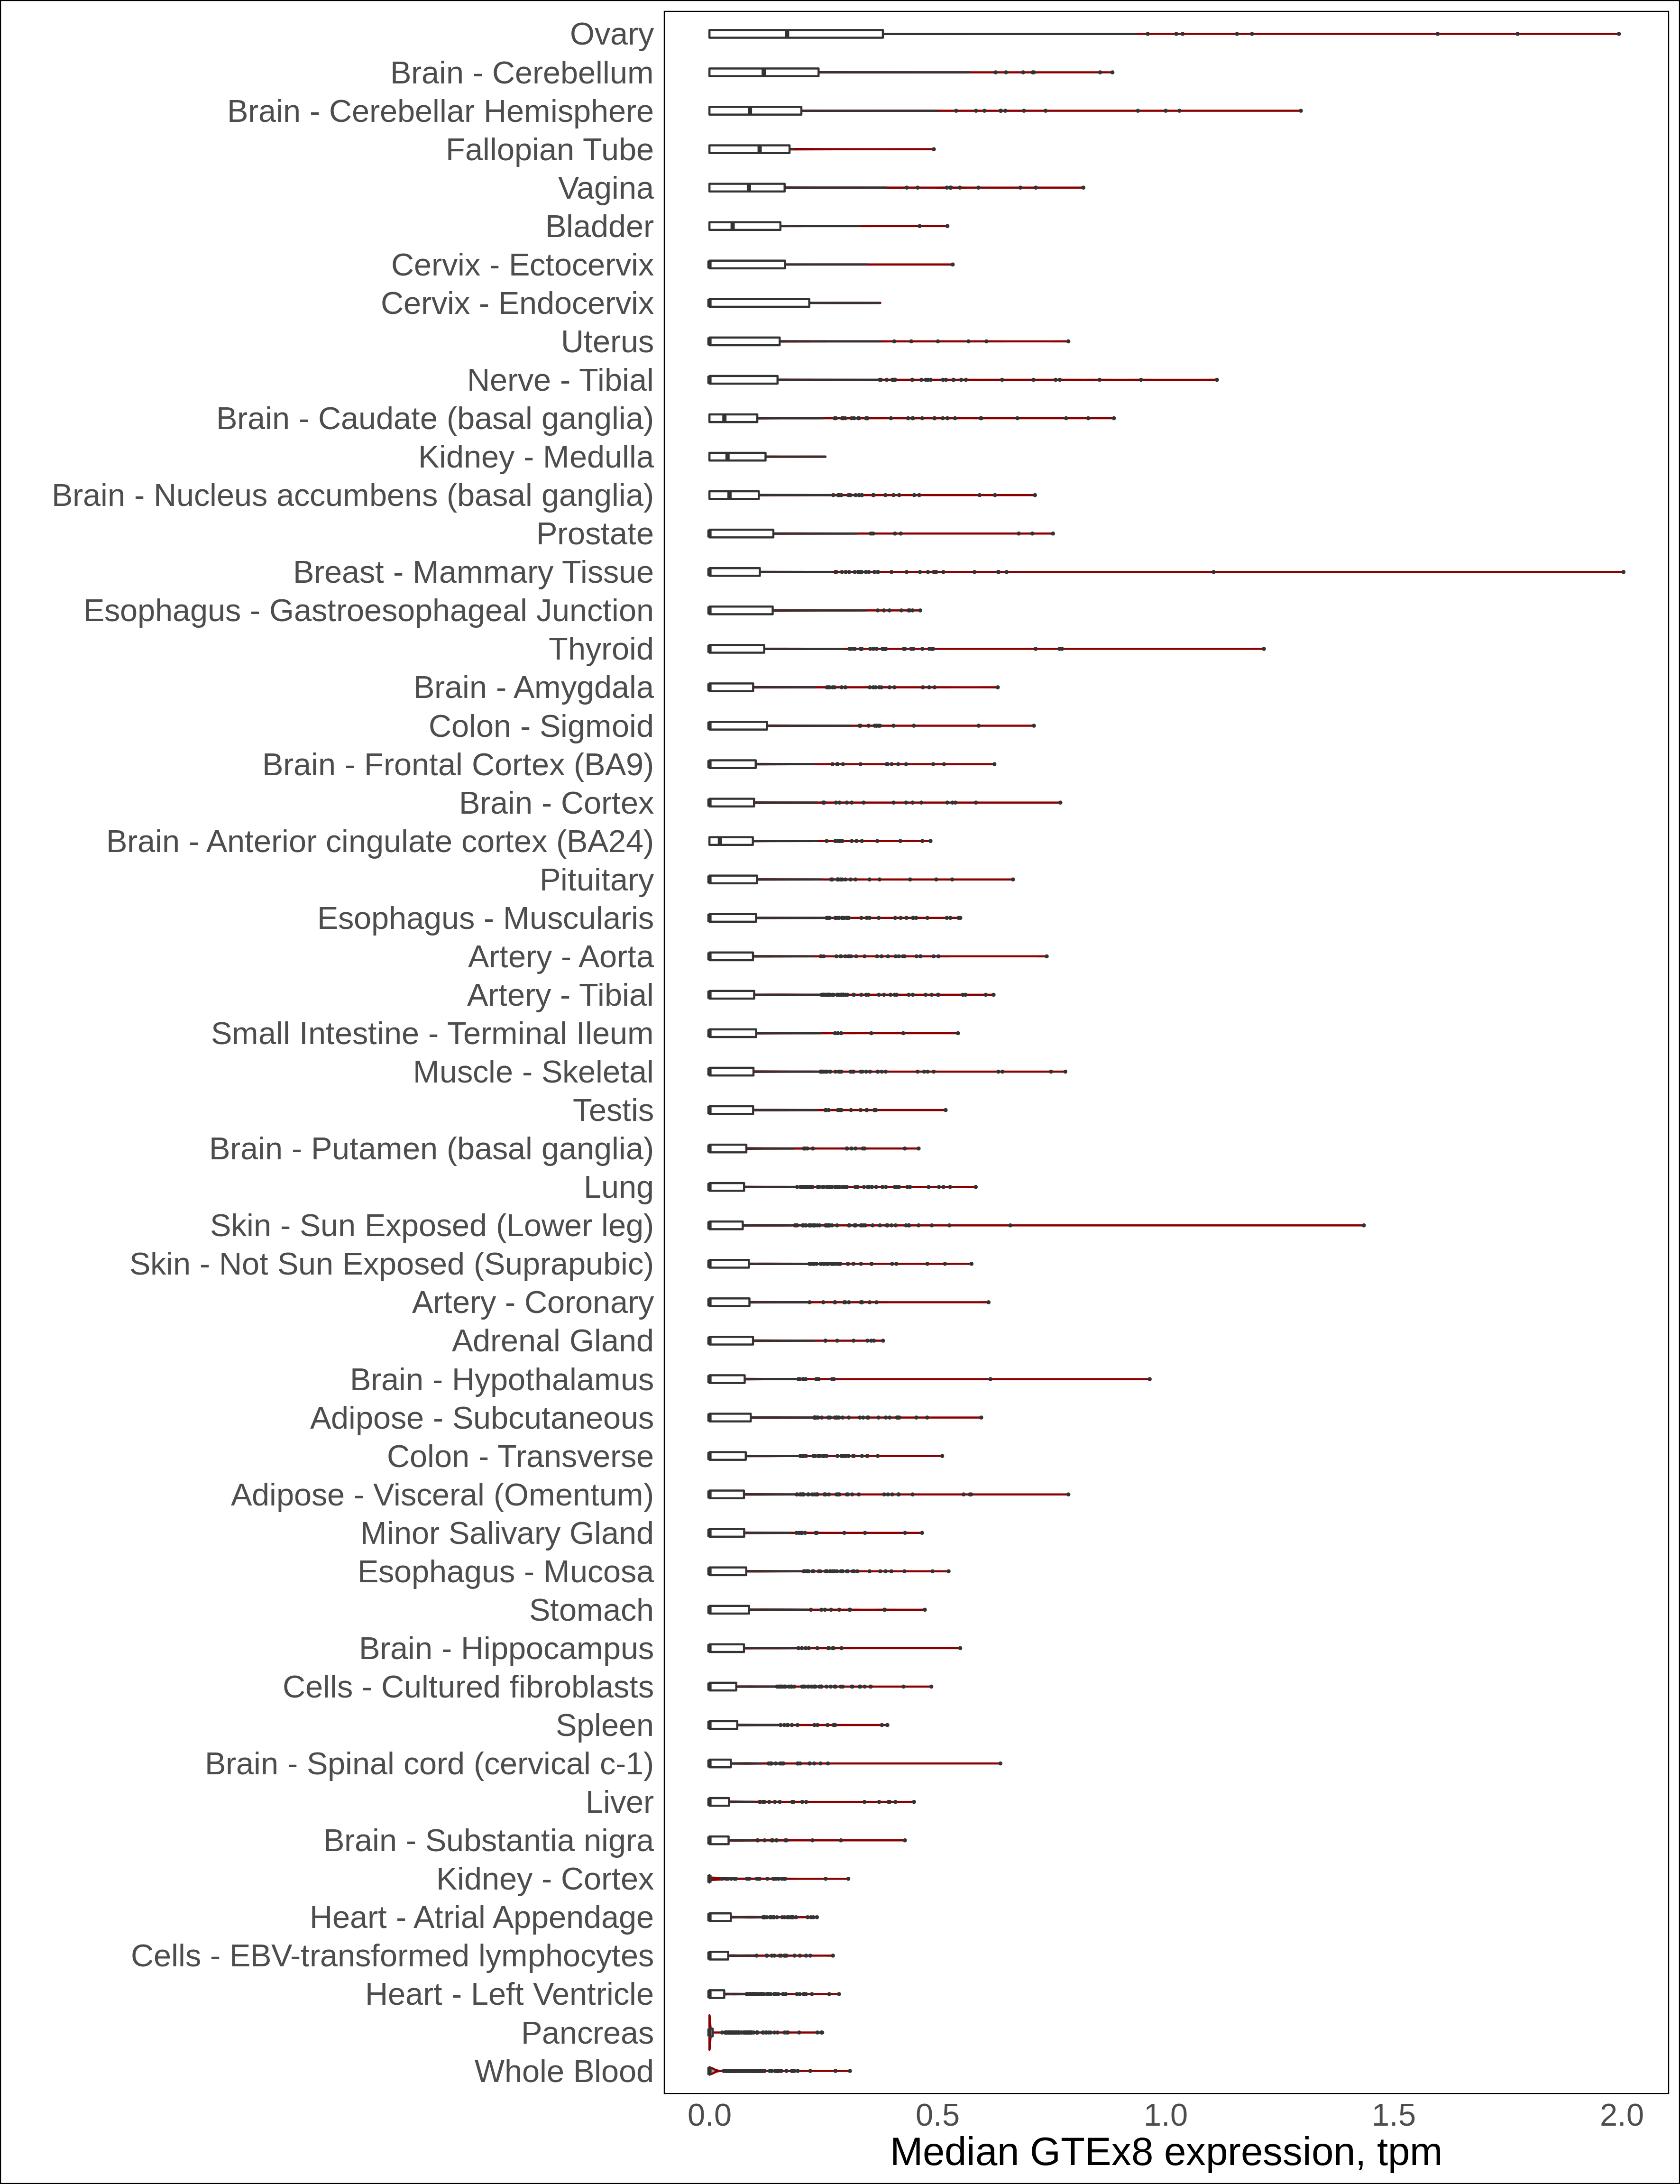 Ovary
Brain - Cerebellum
Brain - Cerebellar Hemisphere
Fallopian Tube
Vagina
Bladder
Cervix - Ectocervix
Cervix - Endocervix
Uterus
Nerve - Tibial
Brain - Caudate (basal ganglia)
Kidney - Medulla
Brain - Nucleus accumbens (basal ganglia)
Prostate
Breast - Mammary Tissue
Esophagus - Gastroesophageal Junction
Thyroid
Brain - Amygdala
Colon - Sigmoid
Brain - Frontal Cortex (BA9)
Brain - Cortex
Brain - Anterior cingulate cortex (BA24)
Pituitary
Esophagus - Muscularis
Artery - Aorta
Artery - Tibial
Small Intestine - Terminal Ileum
Muscle - Skeletal
Testis
Brain - Putamen (basal ganglia)
Lung
Skin - Sun Exposed (Lower leg)
Skin - Not Sun Exposed (Suprapubic)
Artery - Coronary
Adrenal Gland
Brain - Hypothalamus
Adipose - Subcutaneous
Colon - Transverse
Adipose - Visceral (Omentum)
Minor Salivary Gland
Esophagus - Mucosa
Stomach
Brain - Hippocampus
Cells - Cultured fibroblasts
Spleen
Brain - Spinal cord (cervical c-1)
Liver
Brain - Substantia nigra
Kidney - Cortex
Heart - Atrial Appendage
Cells - EBV-transformed lymphocytes
Heart - Left Ventricle
Pancreas
Whole Blood
0.0 0.5 1.0 1.5 2.0
Median GTEx8 expression, tpm